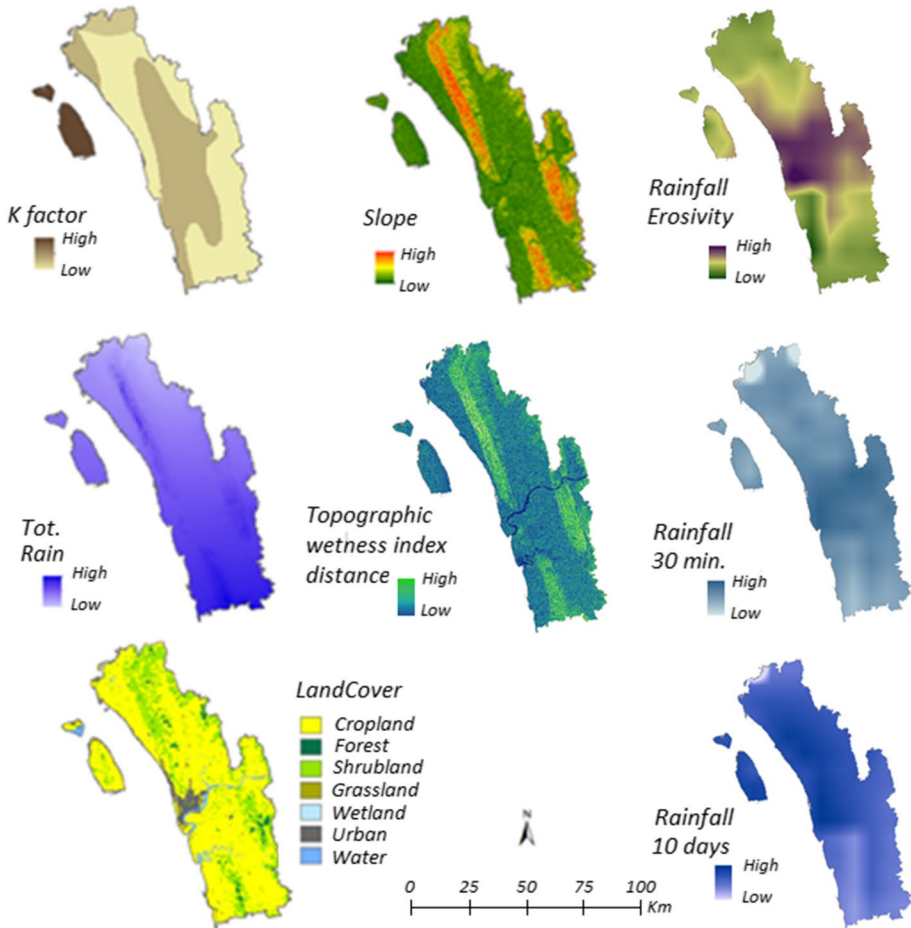 K factor
High
Low
Slope
High
Low
Rainfall
Erosivity
High
Low
Tot.
Rain
High
Low
Topographic
wetness index
distance
High
Low
Rainfall
30 min.
High
Low
LandCover
Cropland
Forest
Shrubland
Grassland
Wetland
Urban
Water
N
0 25 50 75 100
Km
Rainfall
10 days
High
Low